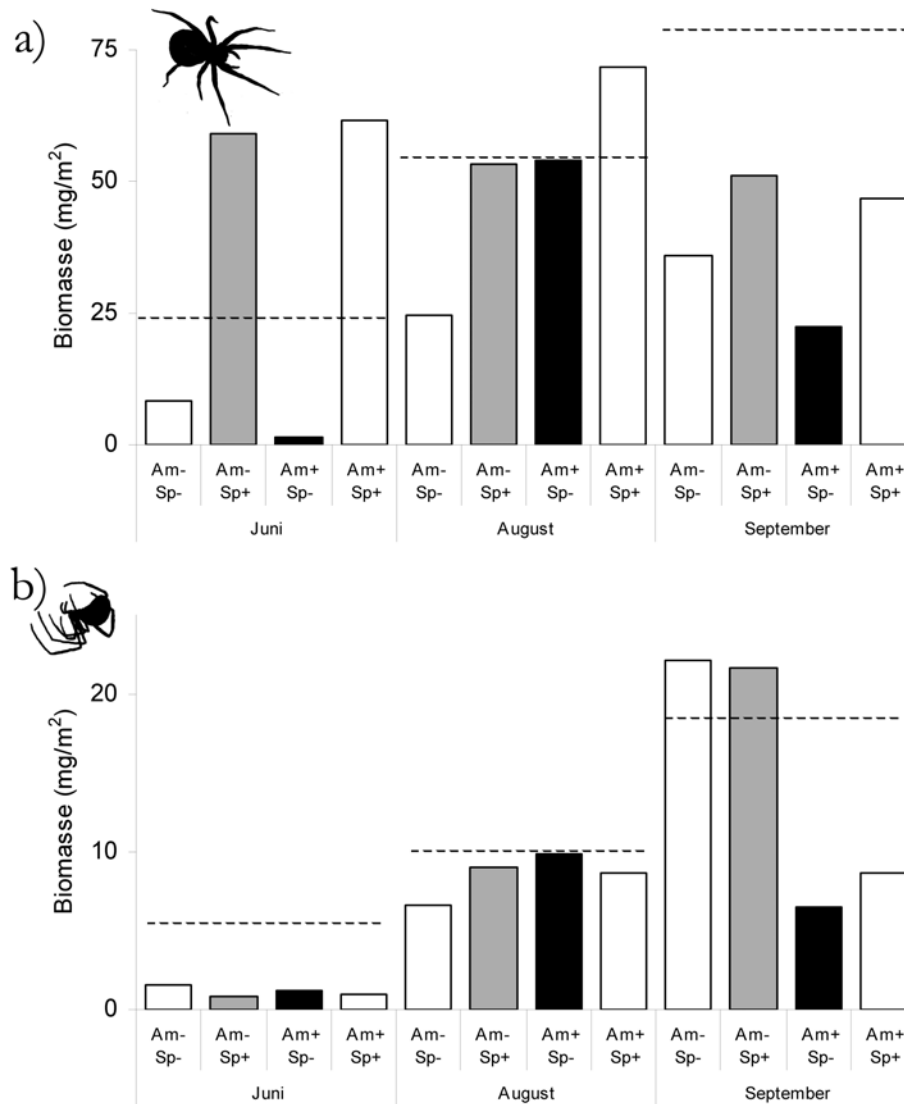 a)
75
50
25
0
Biomasse (mg/m²)
Am- Am- Am+ Am+ Am- Am- Am+ Am+ Am- Am- Am+ Am+
Sp- Sp+ Sp- Sp+ Sp- Sp+ Sp- Sp+ Sp- Sp+ Sp- Sp+
Juni August September
b)
20
10
0
Biomasse (mg/m²)
Am- Am- Am+ Am+ Am- Am- Am+ Am+ Am- Am- Am+ Am+
Sp- Sp+ Sp- Sp+ Sp- Sp+ Sp- Sp+ Sp- Sp+ Sp- Sp+
Juni August September